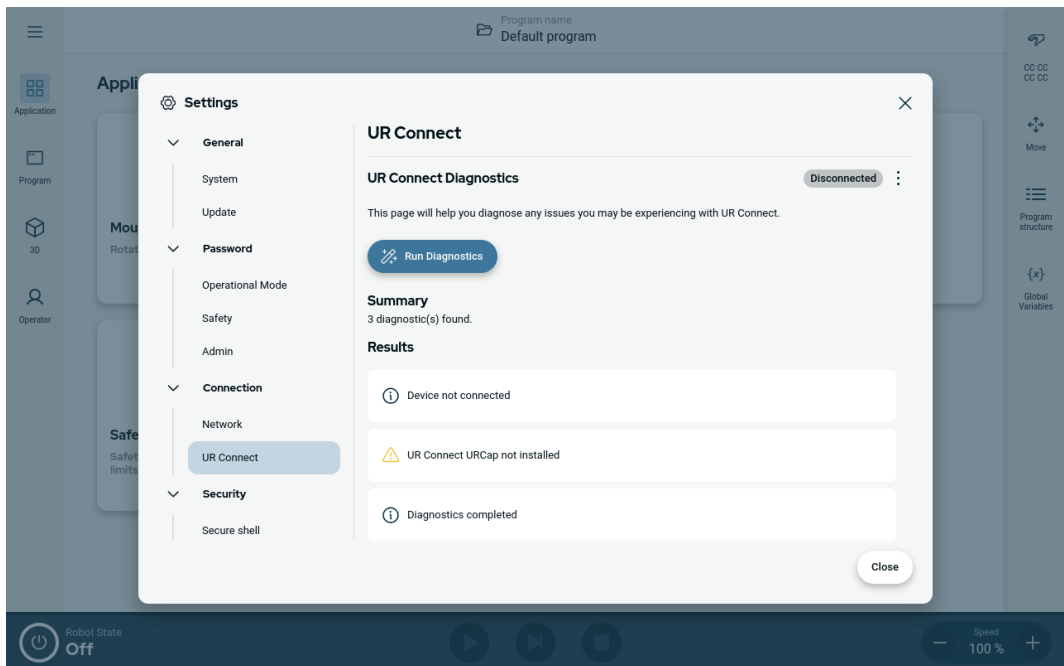 Program name
Default program
Application
Program
3D
Operator
Appli
Mou
Rotat
Safe
Safet
limits
Settings
General
System
Update
Password
Operational Mode
Safety
Admin
Connection
Network
UR Connect
Security
Secure shell
UR Connect
UR Connect Diagnostics
Disconnected
This page will help you diagnose any issues you may be experiencing with UR Connect.
Run Diagnostics
Summary
3 diagnostic(s) found.
Results
Device not connected
UR Connect URCap not installed
Diagnostics completed
Close
CC CC
CC CC
Move
Program
structure
{x}
Global
Variables
Robot State
Off
Speed
100 %